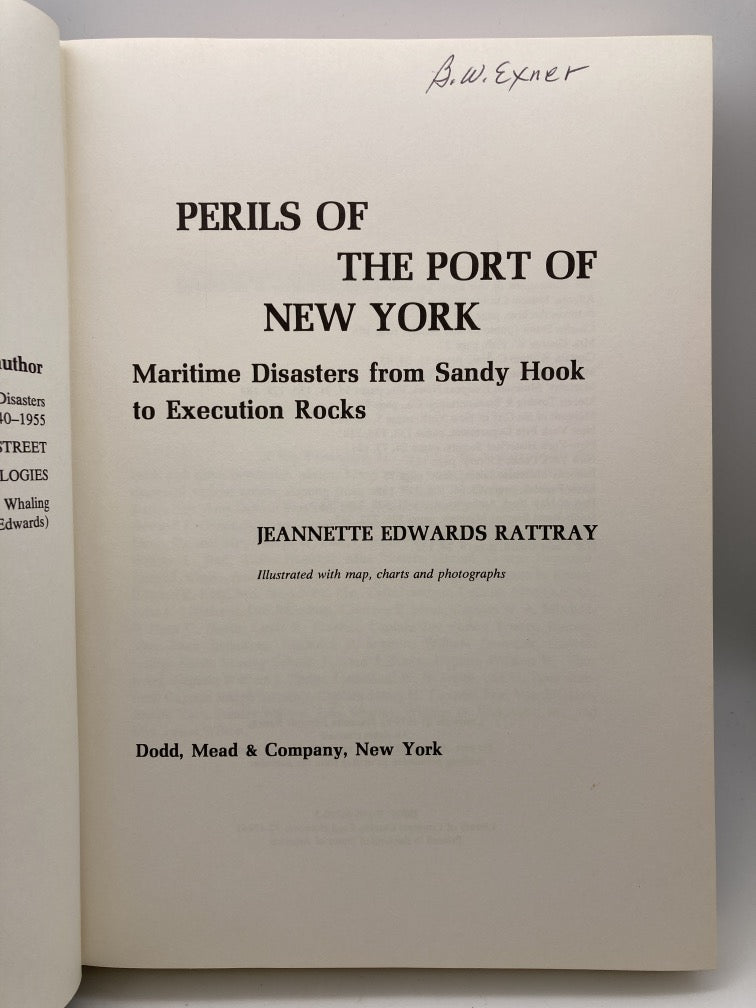 uthor
Disasters
40–1955
STREET
LOGIES
Whaling
Edwards)
B.W. Exner
PERILS OF
THE PORT OF
NEW YORK
Maritime Disasters from Sandy Hook
to Execution Rocks
JEANNETTE EDWARDS RATTRAY
Illustrated with map, charts and photographs
Dodd, Mead & Company, New York